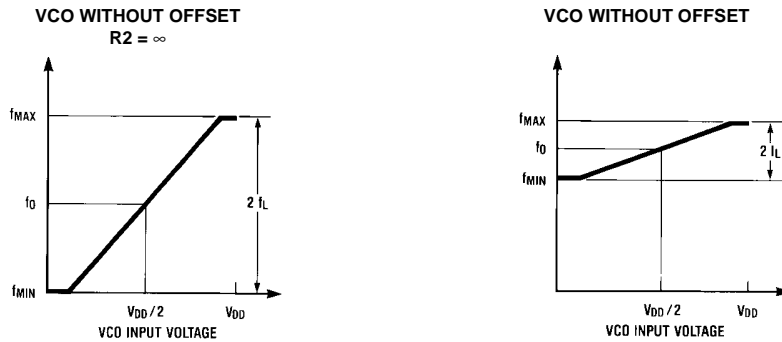 VCO WITHOUT OFFSET
R2 = ∞
fMAX
f0
fMIN
2 fL
VDD/2
VDD
VCO INPUT VOLTAGE
VCO WITHOUT OFFSET
fMAX
f0
fMIN
2 lL
VDD/2
VDD
VCO INPUT VOLTAGE